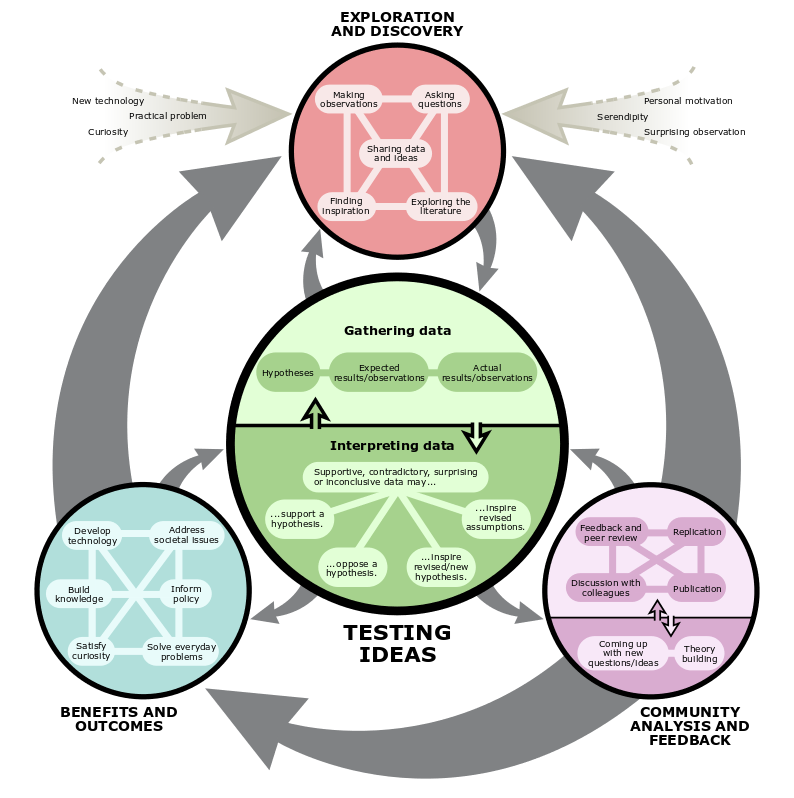 EXPLORATION
AND DISCOVERY
New technology
Practical problem
Curiosity
Personal motivation
Serendipity
Surprising observation
Making
observations
Asking
questions
Sharing data
and ideas
Finding
inspiration
Exploring the
literature
Gathering data
Hypotheses
Expected
results/observations
Actual
results/observations
Interpreting data
Supportive, contradictory, surprising
or inconclusive data may...
...support a
hypothesis.
...inspire
revised
assumptions.
...oppose a
hypothesis.
...inspire
revised/new
hypothesis.
TESTING
IDEAS
Develop
technology
Address
societal issues
Build
knowledge
Inform
policy
Satisfy
curiosity
Solve everyday
problems
BENEFITS AND
OUTCOMES
Feedback and
peer review
Replication
Discussion with
colleagues
Publication
Coming up
with new
questions/ideas
Theory
building
COMMUNITY
ANALYSIS AND
FEEDBACK